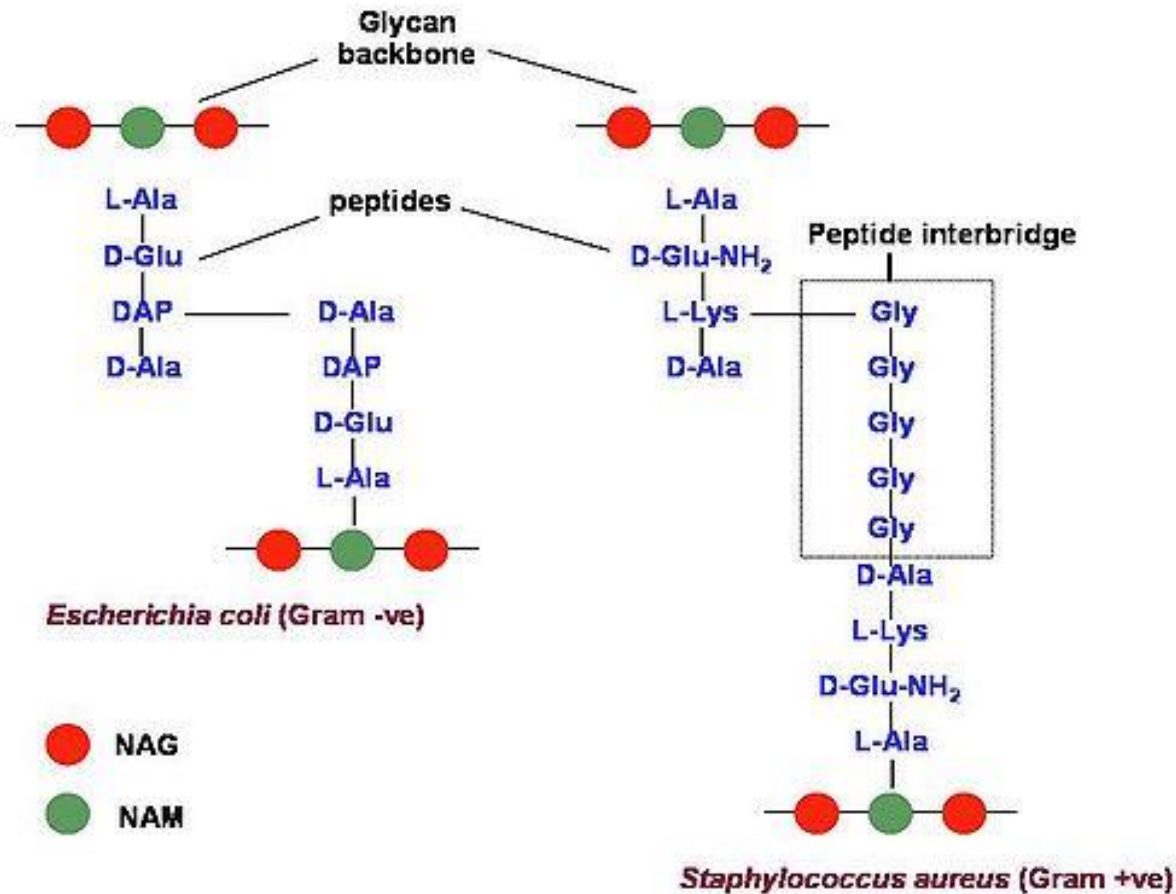 Glycan
backbone
L-Ala
D-Glu
DAP
D-Ala
peptides
D-Ala
DAP
D-Glu
L-Ala
Escherichia coli (Gram -ve)
L-Ala
D-Glu-NH₂
L-Lys
D-Ala
Peptide interbridge
Gly
Gly
Gly
Gly
Gly
D-Ala
L-Lys
D-Glu-NH₂
L-Ala
Staphylococcus aureus (Gram +ve)
NAG
NAM